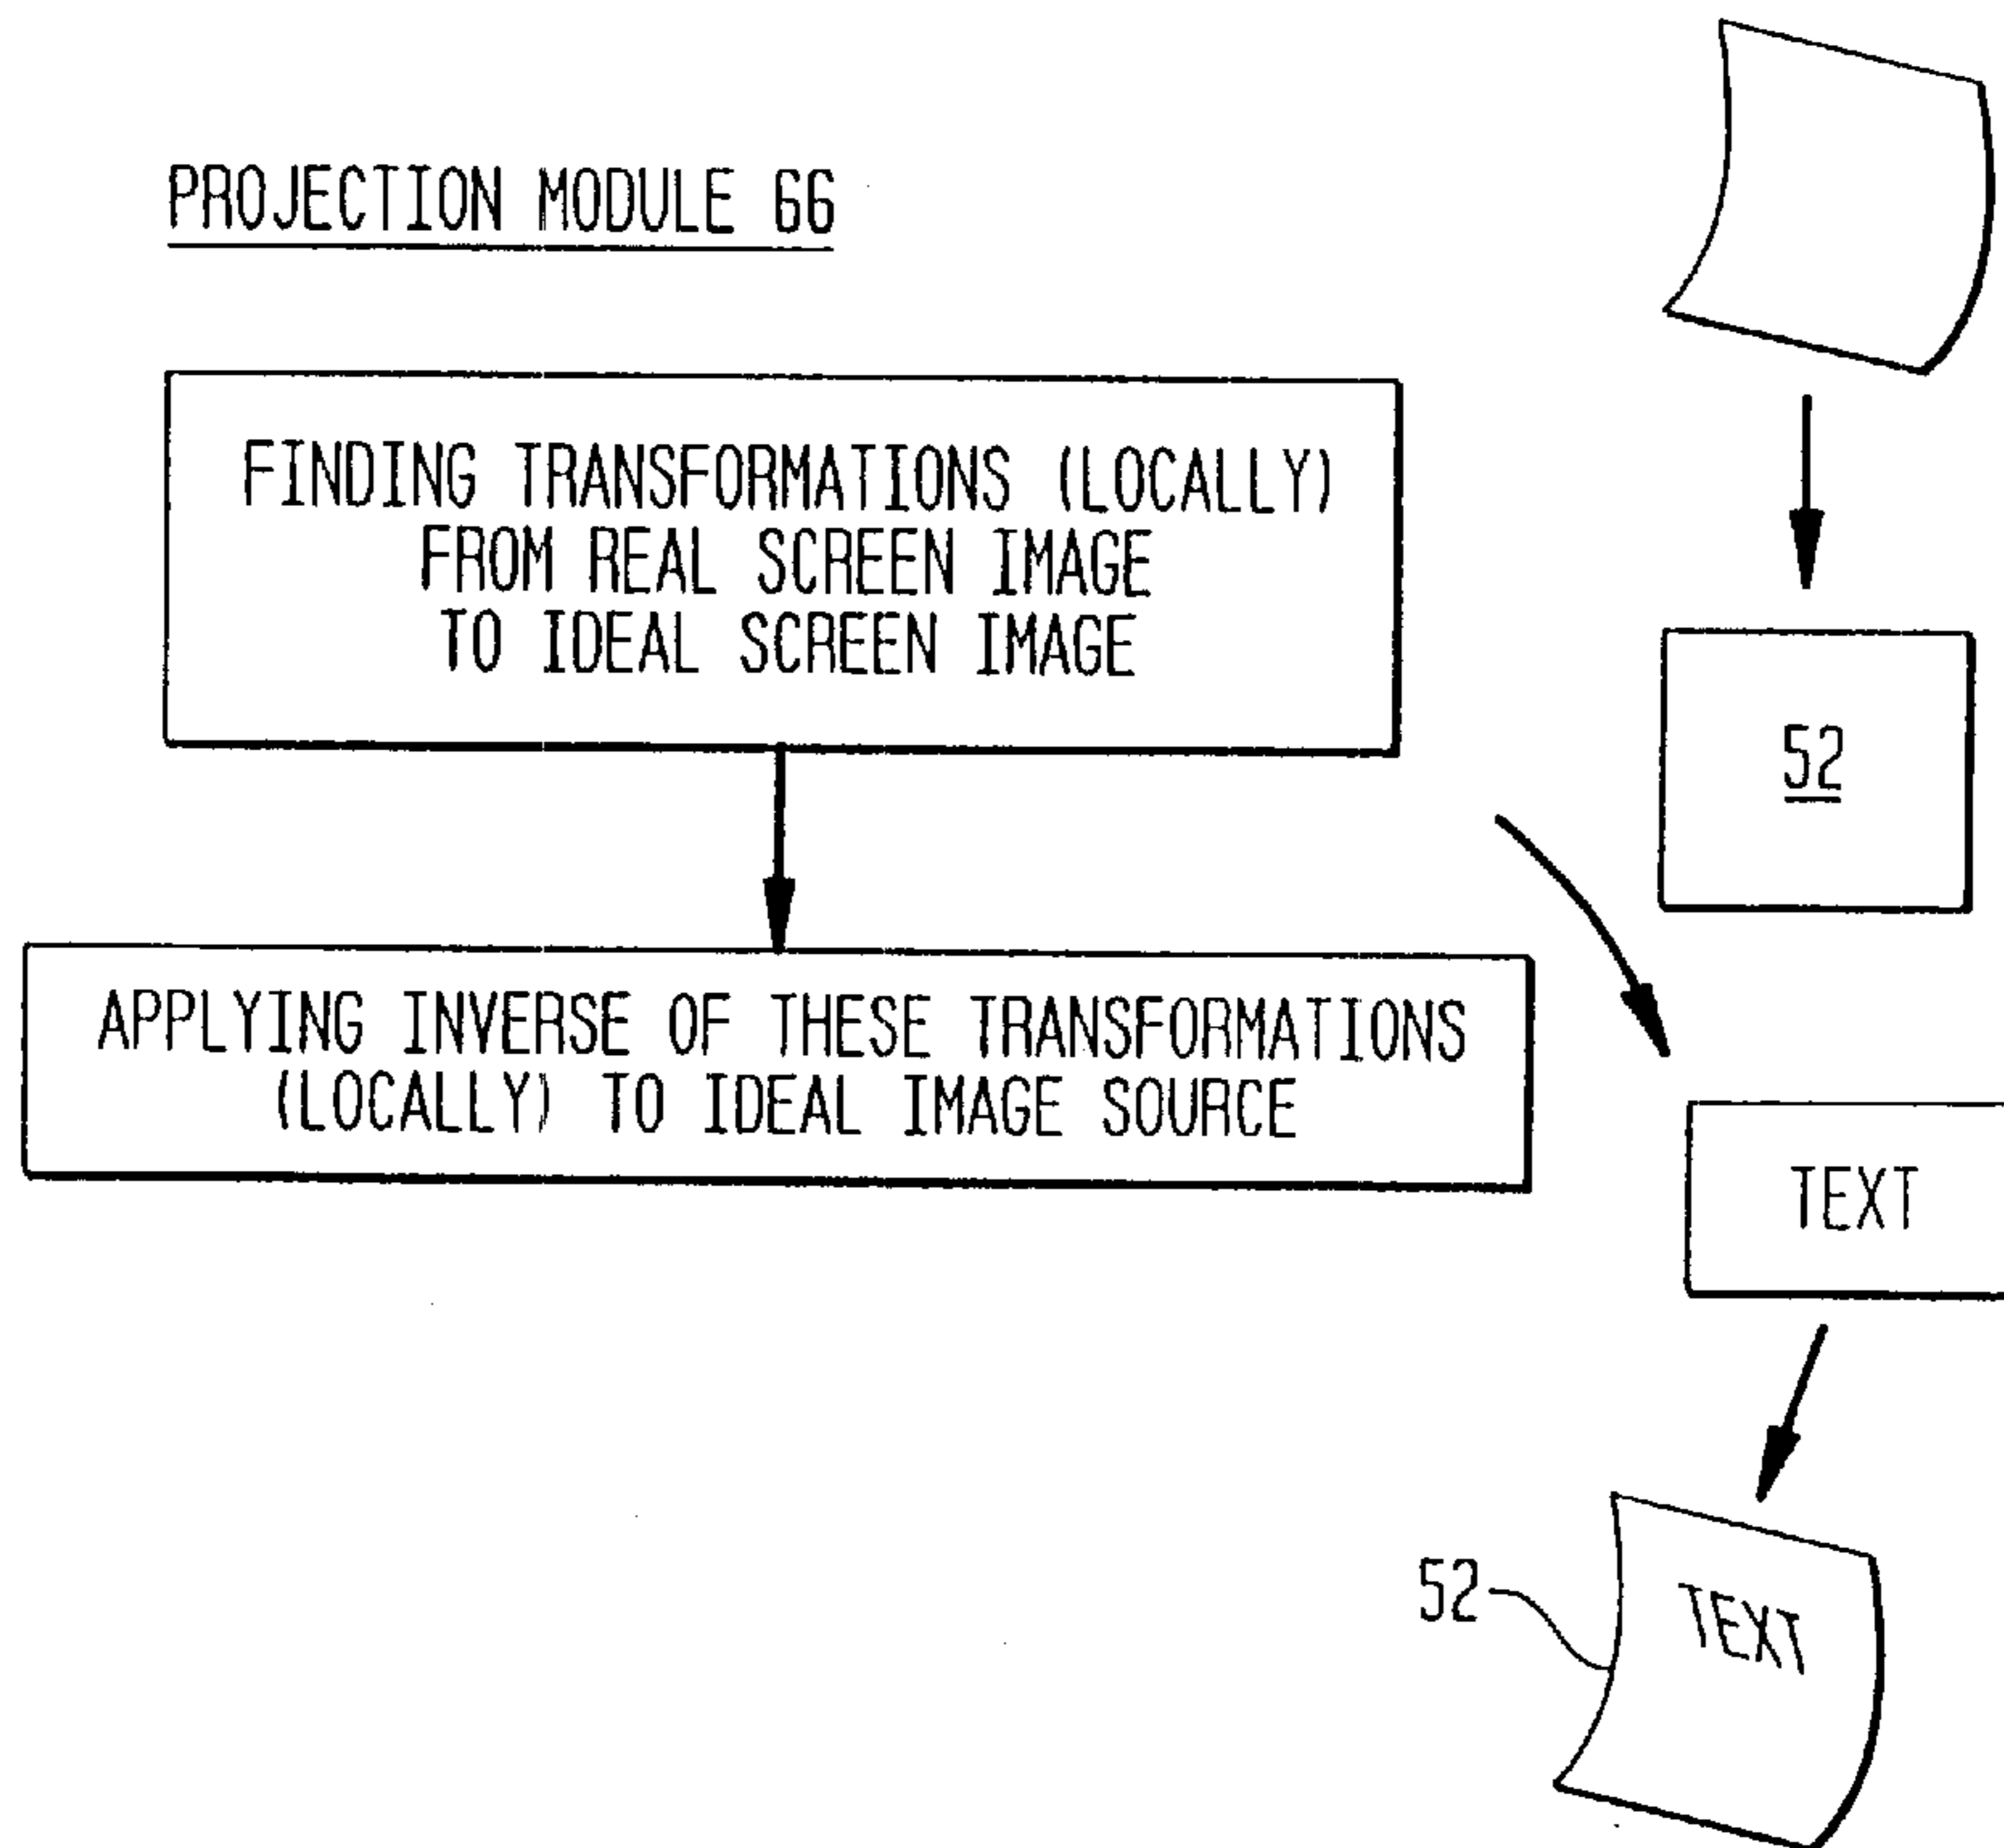 PROJECTION MODULE 66
FINDING TRANSFORMATIONS (LOCALLY)
FROM REAL SCREEN IMAGE
TO IDEAL SCREEN IMAGE
52
APPLYING INVERSE OF THESE TRANSFORMATIONS
(LOCALLY) TO IDEAL IMAGE SOURCE
TEXT
52
TEXT